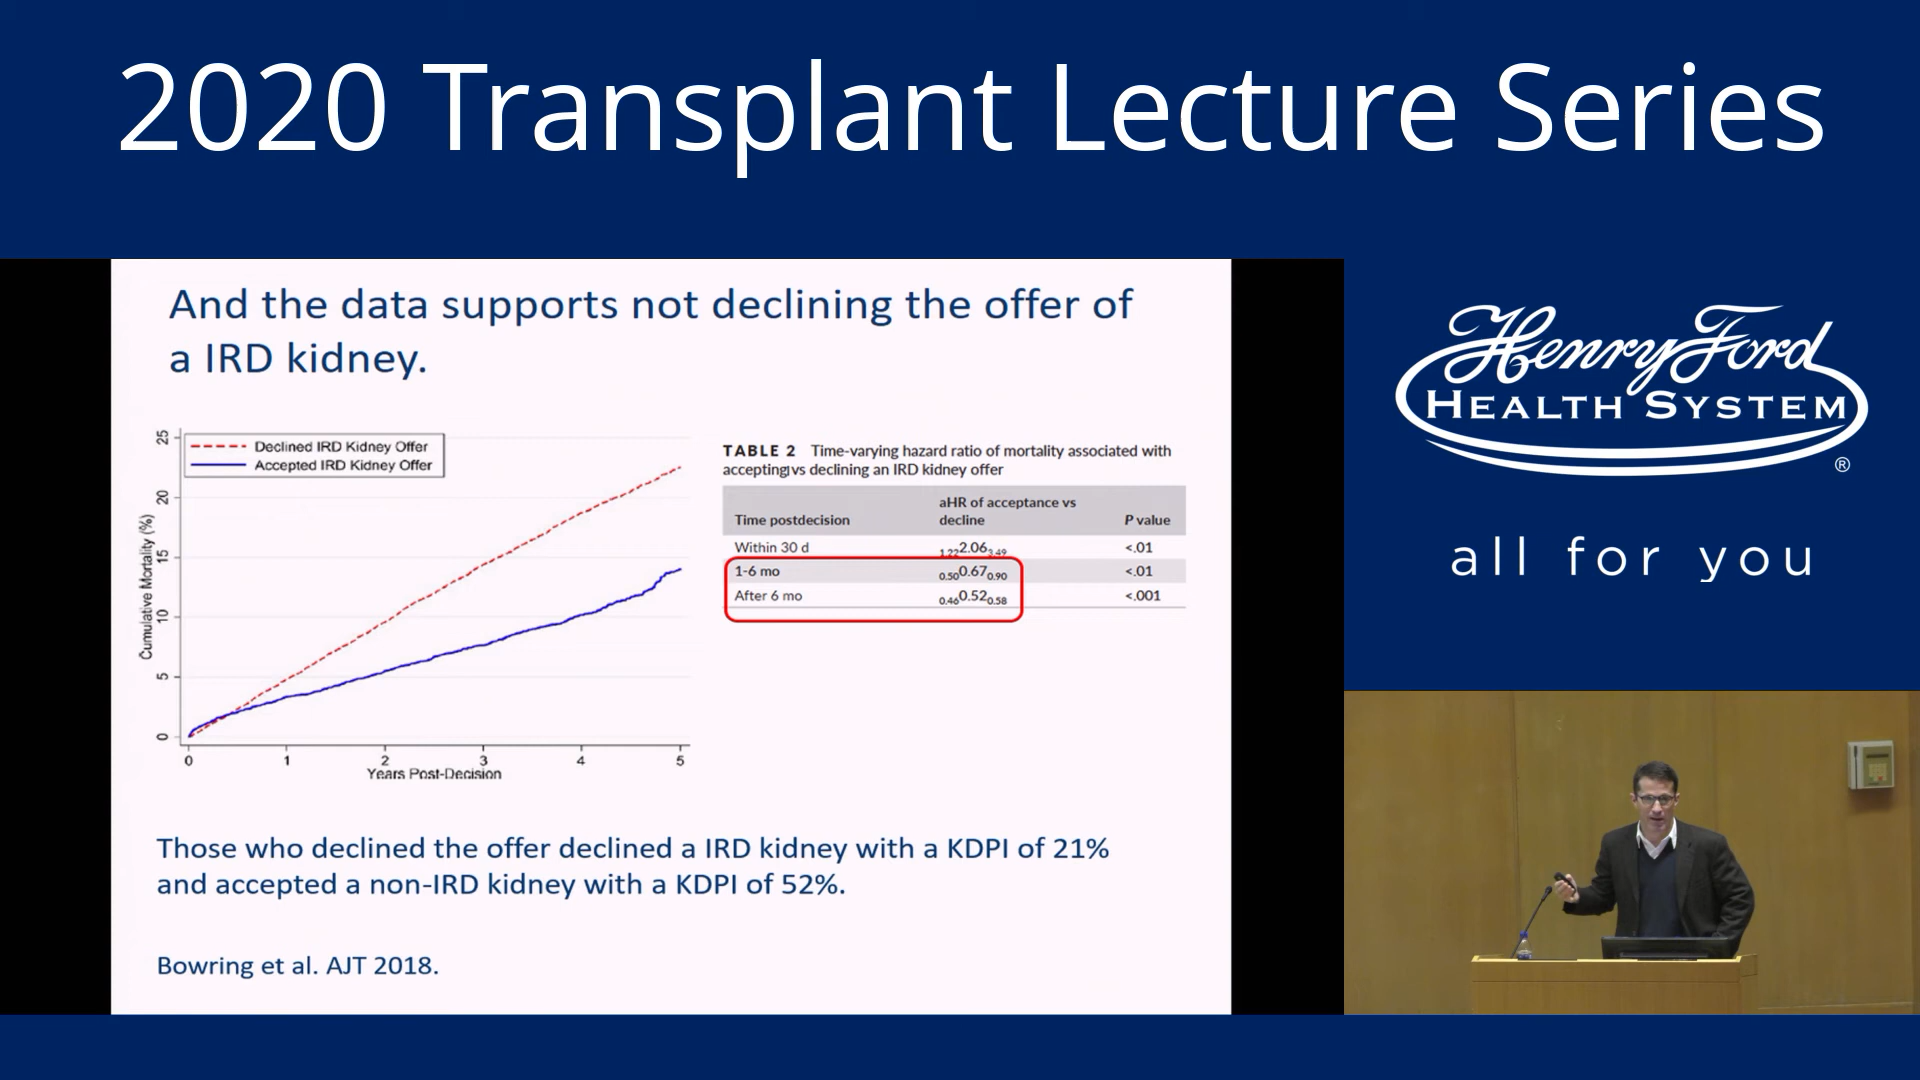 2020 Transplant Lecture Series
And the data supports not declining the offer of
a IRD kidney.
Declined IRD Kidney Offer
Accepted IRD Kidney Offer
25
20
15
10
5
0
Cumulative Mortality (%)
0 1 2 3 4 5
Years Post-Decision
TABLE 2 Time-varying hazard ratio of mortality associated with
accepting vs declining an IRD kidney offer
aHR of acceptance vs
Time postdecision decline P value
Within 30 d 1.22 2.06 3.49 <.01
1-6 mo 0.50 0.67 0.90 <.01
After 6 mo 0.46 0.52 0.58 <.001
Those who declined the offer declined a IRD kidney with a KDPI of 21%
and accepted a non-IRD kidney with a KDPI of 52%.
Bowring et al. AJT 2018.
Henry Ford
HEALTH SYSTEM
®
all for you